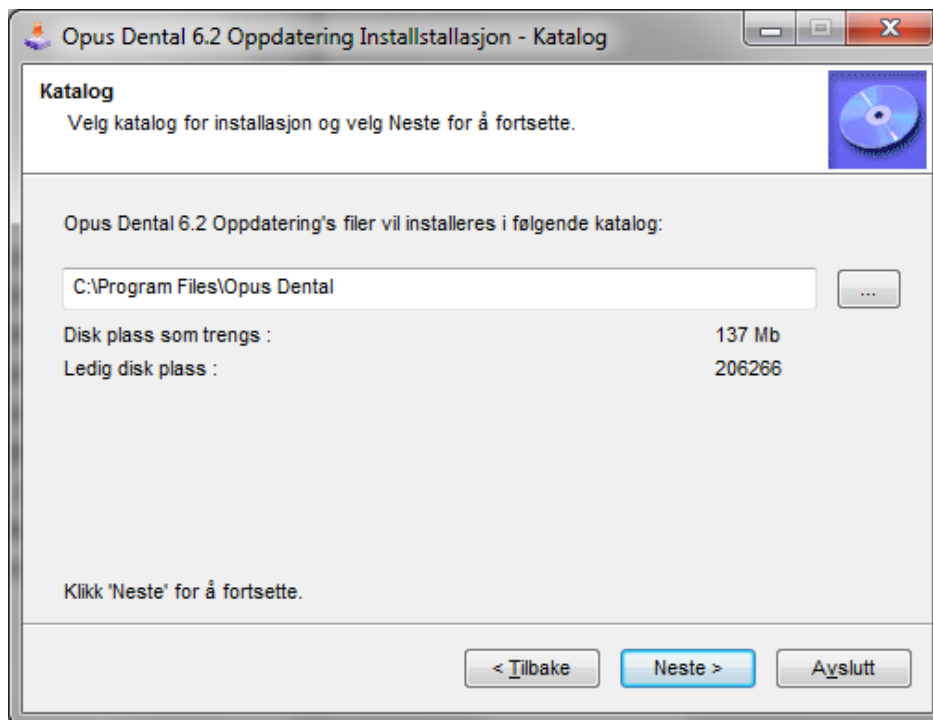 Opus Dental 6.2 Oppdatering Installstallasjon - Katalog
Katalog
Velg katalog for installasjon og velg Neste for å fortsette.
Opus Dental 6.2 Oppdatering's filer vil installeres i følgende katalog:
C:\Program Files\Opus Dental
...
Disk plass som trengs : 137 Mb
Ledig disk plass : 206266
Klikk 'Neste' for å fortsette.
< Tilbake Neste > Avslutt